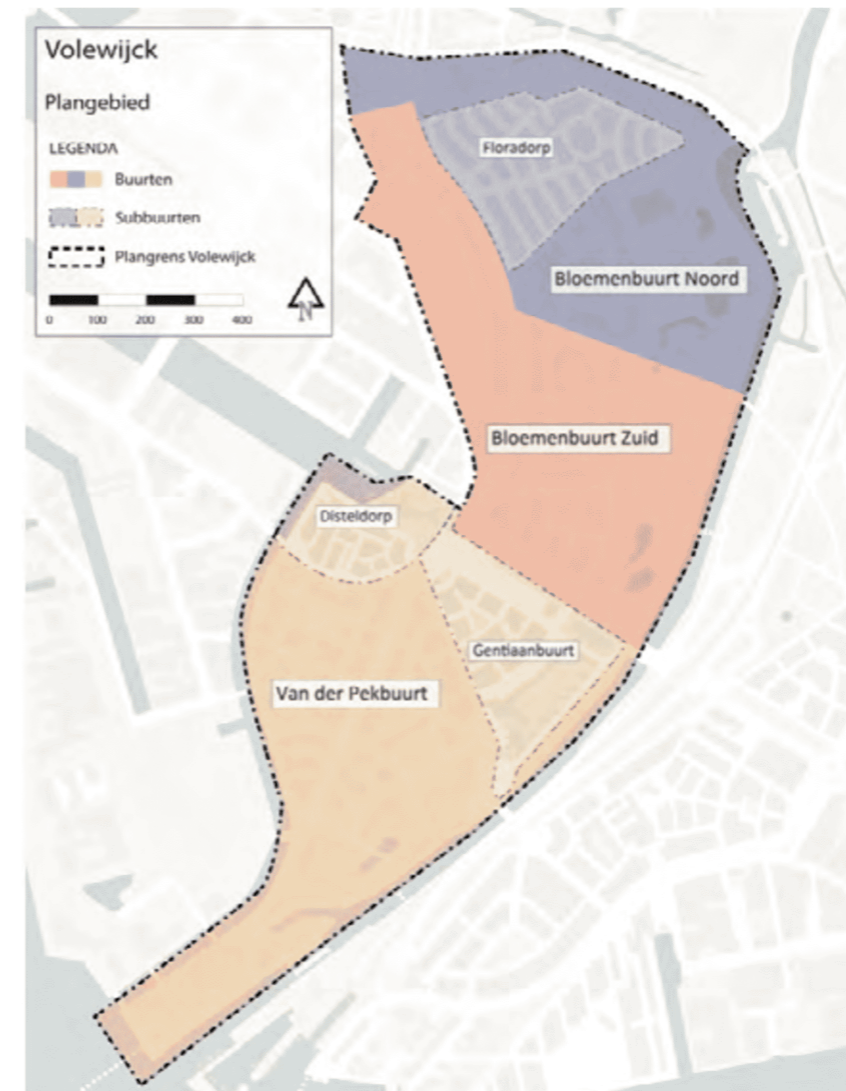 Volewijck
Plangebied
LEGENDA
Buurten
Subbuurten
Plangrens Volewijck
N
0 100 200 300 400
Floradorp
Bloemenbuurt Noord
Bloemenbuurt Zuid
Disteldorp
Gentiaanbuurt
Van der Pekbuurt